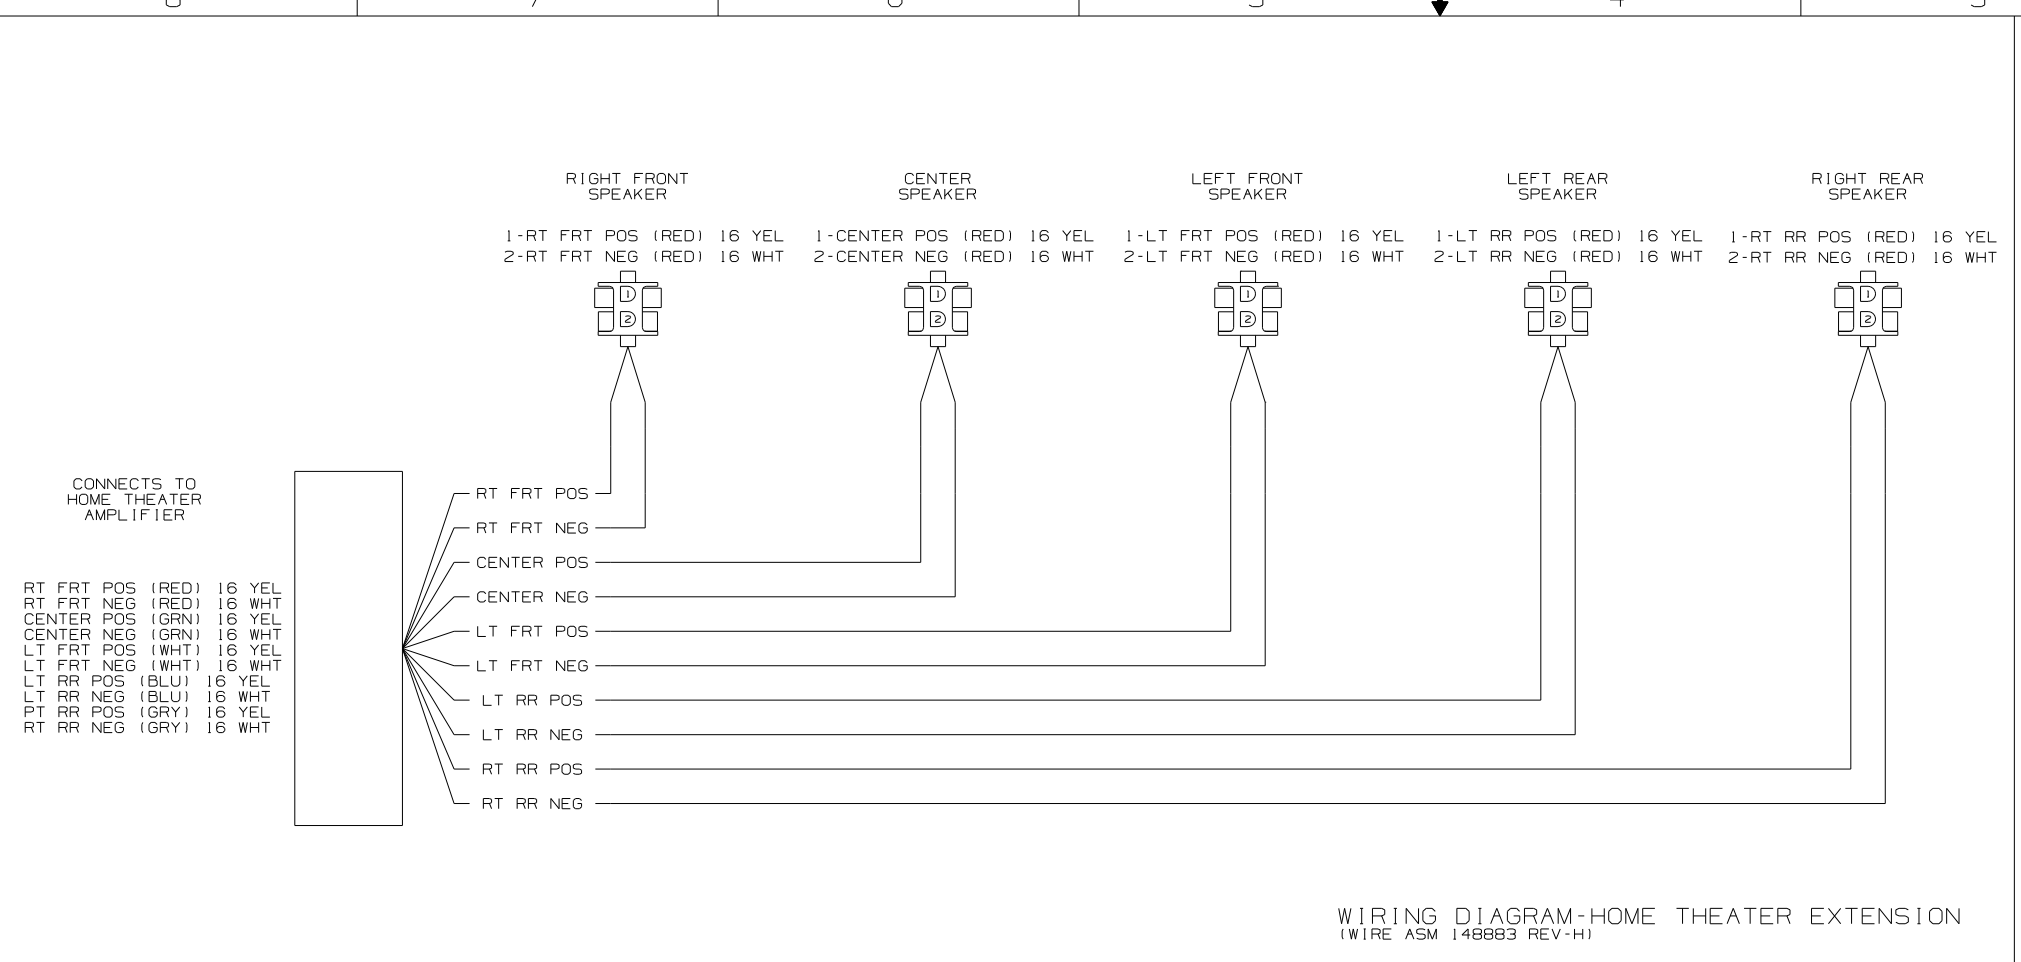 RIGHT FRONT
SPEAKER
CENTER
SPEAKER
LEFT FRONT
SPEAKER
LEFT REAR
SPEAKER
RIGHT REAR
SPEAKER
1-RT FRT POS (RED) 16 YEL
2-RT FRT NEG (RED) 16 WHT
1-CENTER POS (RED) 16 YEL
2-CENTER NEG (RED) 16 WHT
1-LT FRT POS (RED) 16 YEL
2-LT FRT NEG (RED) 16 WHT
1-LT RR POS (RED) 16 YEL
2-LT RR NEG (RED) 16 WHT
1-RT RR POS (RED) 16 YEL
2-RT RR NEG (RED) 16 WHT
1
2
1
2
1
2
1
2
1
2
CONNECTS TO
HOME THEATER
AMPLIFIER
RT FRT POS (RED) 16 YEL
RT FRT NEG (RED) 16 WHT
CENTER POS (GRN) 16 YEL
CENTER NEG (GRN) 16 WHT
LT FRT POS (WHT) 16 YEL
LT FRT NEG (WHT) 16 WHT
LT RR POS (BLU) 16 YEL
LT RR NEG (BLU) 16 WHT
PT RR POS (GRY) 16 YEL
RT RR NEG (GRY) 16 WHT
RT FRT POS
RT FRT NEG
CENTER POS
CENTER NEG
LT FRT POS
LT FRT NEG
LT RR POS
LT RR NEG
RT RR POS
RT RR NEG
WIRING DIAGRAM-HOME THEATER EXTENSION
(WIRE ASM 148883 REV-H)